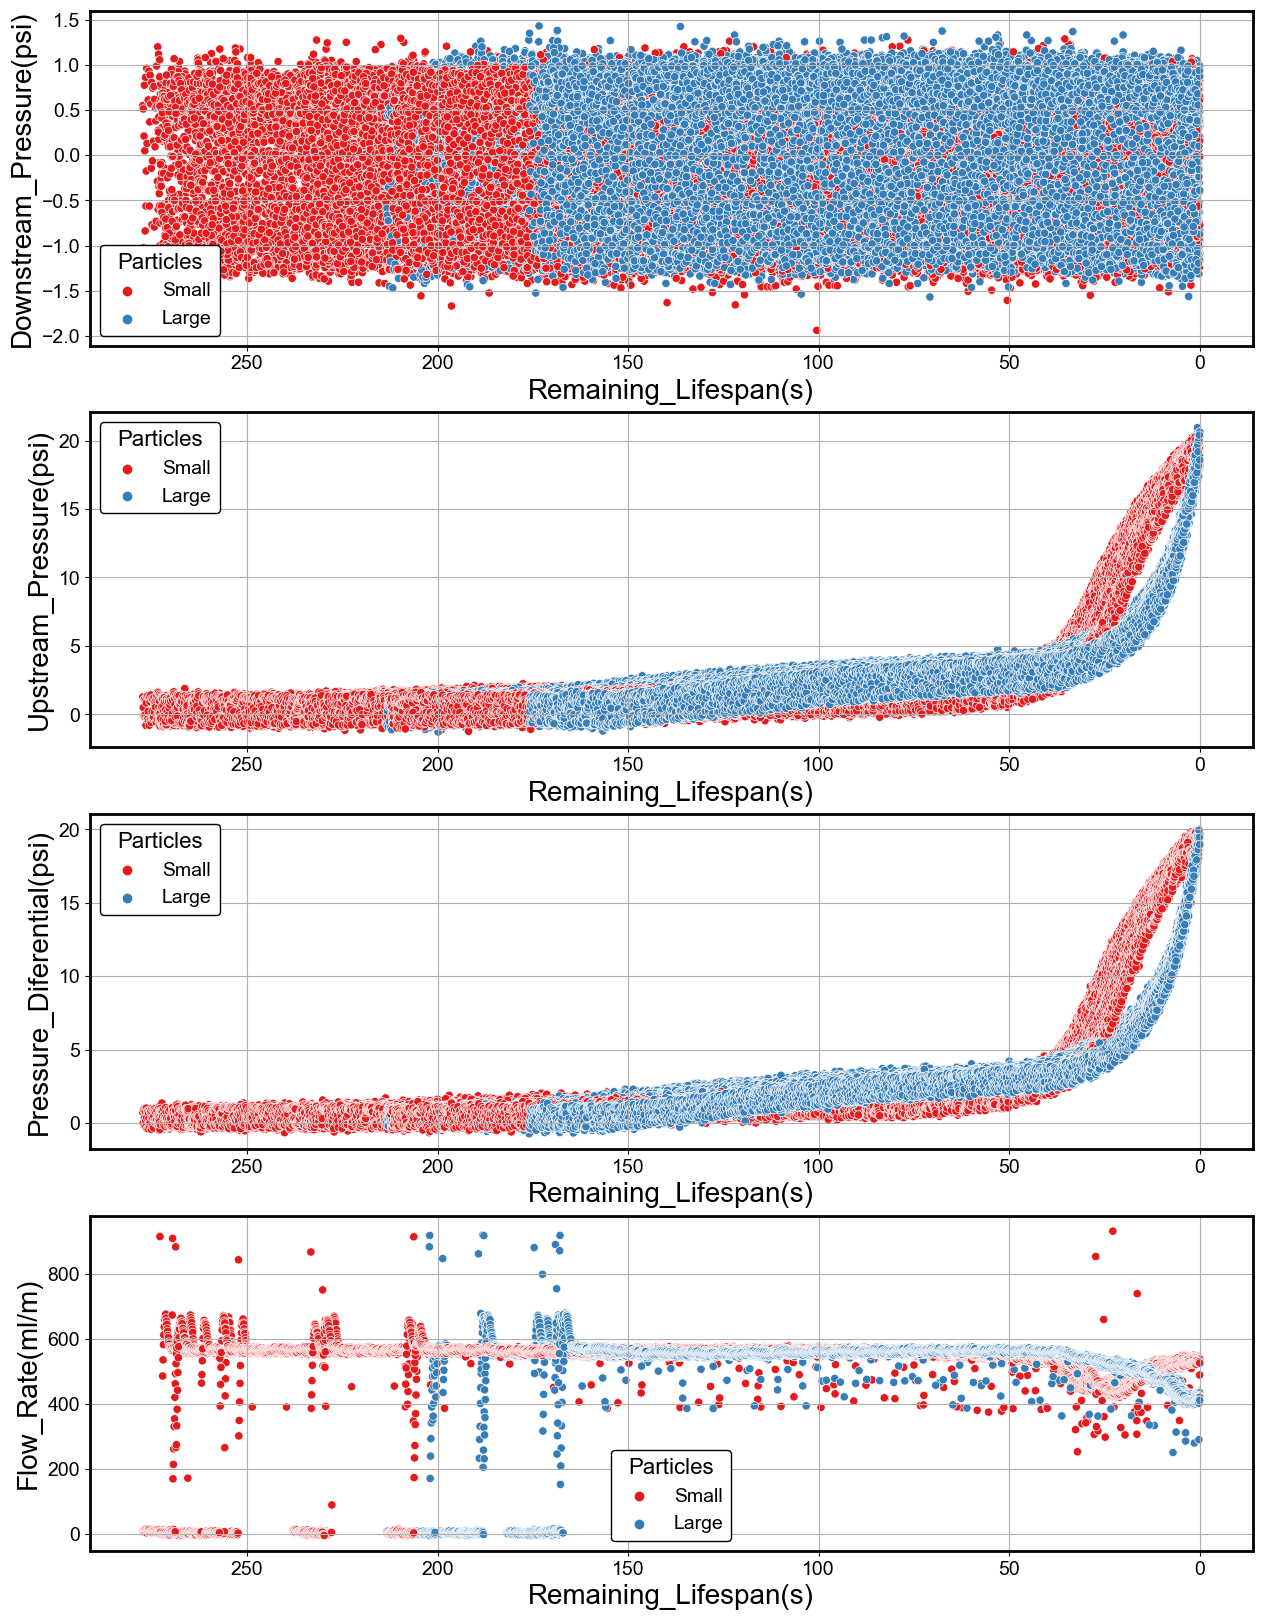 Downstream_Pressure(psi)
1.5
1.0
0.5
0.0
−0.5
−1.0
−1.5
−2.0
Particles
Small
Large
250 200 150 100 50 0
Remaining_Lifespan(s)
Upstream_Pressure(psi)
20
15
10
5
0
Particles
Small
Large
250 200 150 100 50 0
Remaining_Lifespan(s)
Pressure_Diferential(psi)
20
15
10
5
0
Particles
Small
Large
250 200 150 100 50 0
Remaining_Lifespan(s)
Flow_Rate(ml/m)
800
600
400
200
0
Particles
Small
Large
250 200 150 100 50 0
Remaining_Lifespan(s)